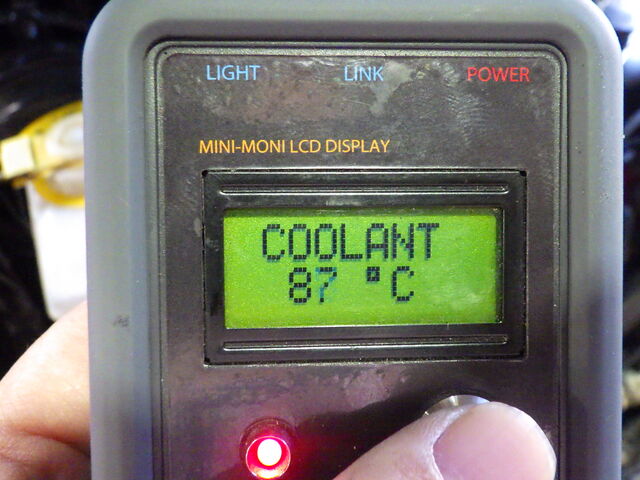 LIGHT LINK POWER
MINI-MONI LCD DISPLAY
COOLANT
87 °C